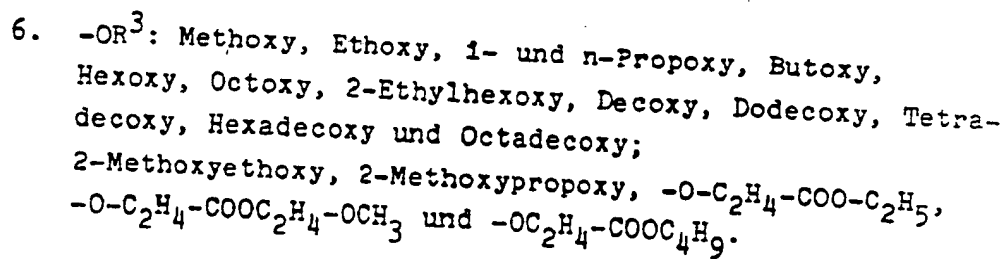 6. -OR³: Methoxy, Ethoxy, i- und n-Propoxy, Butoxy,
Hexoxy, Octoxy, 2-Ethylhexoxy, Decoxy, Dodecoxy, Tetra-
decoxy, Hexadecoxy und Octadecoxy;
2-Methoxyethoxy, 2-Methoxypropoxy, -O-C₂H₄-COO-C₂H₅,
-O-C₂H₄-COOC₂H₄-OCH₃ und -OC₂H₄-COOC₄H₉.